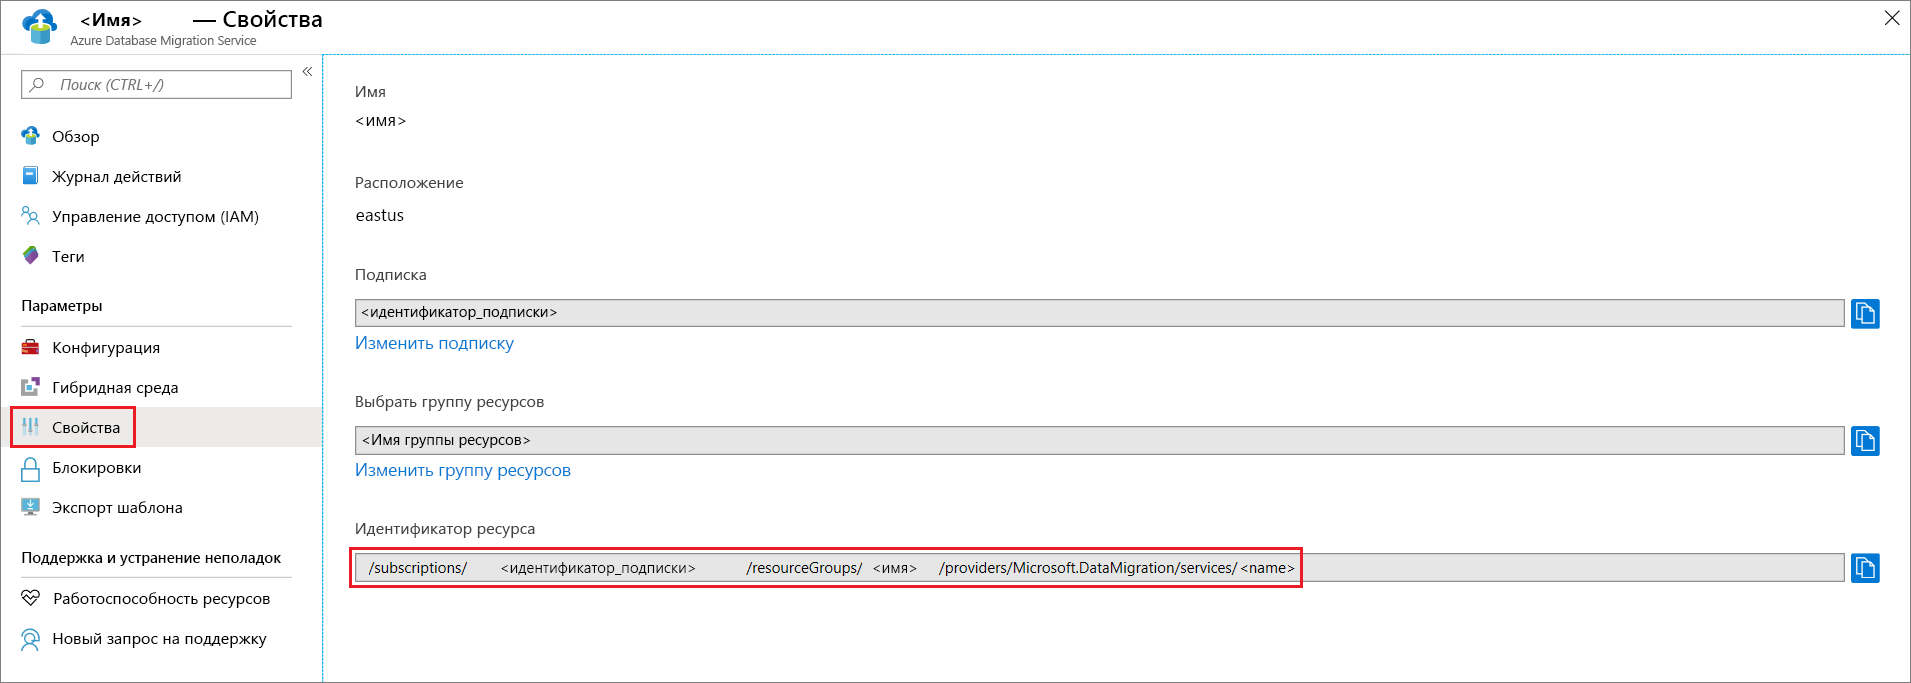 <Имя> — Свойства
Azure Database Migration Service
Поиск (CTRL+/)
«
Обзор
Журнал действий
Управление доступом (IAM)
Теги
Параметры
Конфигурация
Гибридная среда
Свойства
Блокировки
Экспорт шаблона
Поддержка и устранение неполадок
Работоспособность ресурсов
Новый запрос на поддержку
Имя
<имя>
Расположение
eastus
Подписка
<идентификатор_подписки>
Изменить подписку
Выбрать группу ресурсов
<Имя группы ресурсов>
Изменить группу ресурсов
Идентификатор ресурса
/subscriptions/ <идентификатор_подписки> /resourceGroups/ <имя> /providers/Microsoft.DataMigration/services/ <name>